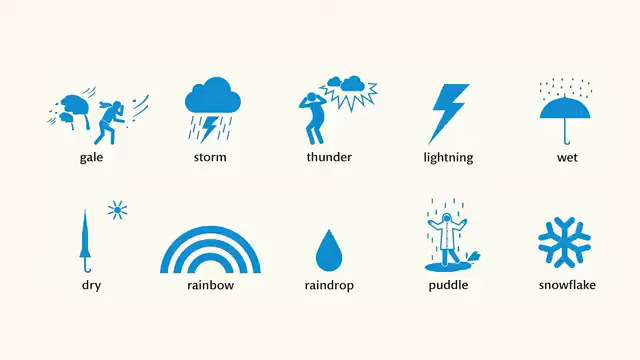 gale
storm
thunder
lightning
wet
dry
rainbow
raindrop
puddle
snowflake